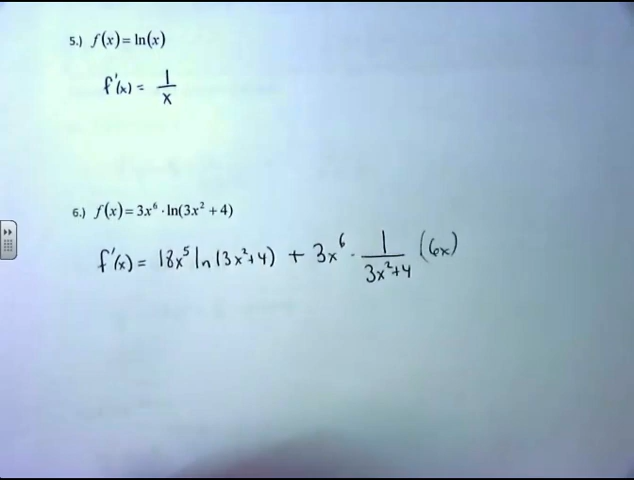 5.) f(x) = ln(x)
f'(x) = 1/x
6.) f(x) = 3x⁶ · ln(3x² + 4)
f'(x) = 18x⁵ ln(3x²+4) + 3x⁶ · 1/(3x²+4) (6x)